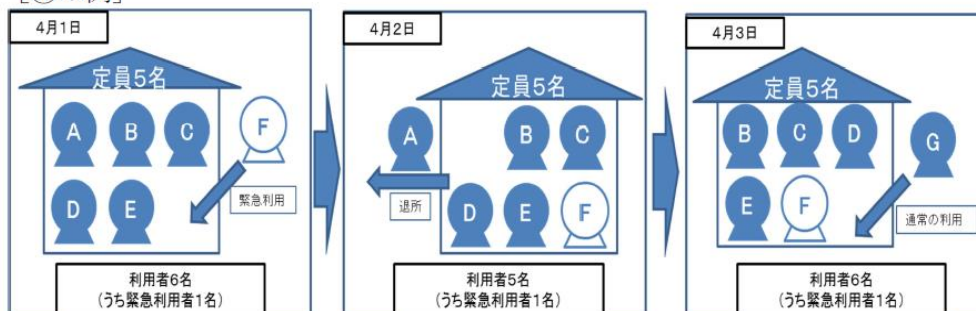 4月1日
定員5名
A B C F
D E
緊急利用
利用者6名
(うち緊急利用者1名)
4月2日
定員5名
A B C
退所
D E F
利用者5名
(うち緊急利用者1名)
4月3日
定員5名
B C D G
E F
通常の利用
利用者6名
(うち緊急利用者1名)